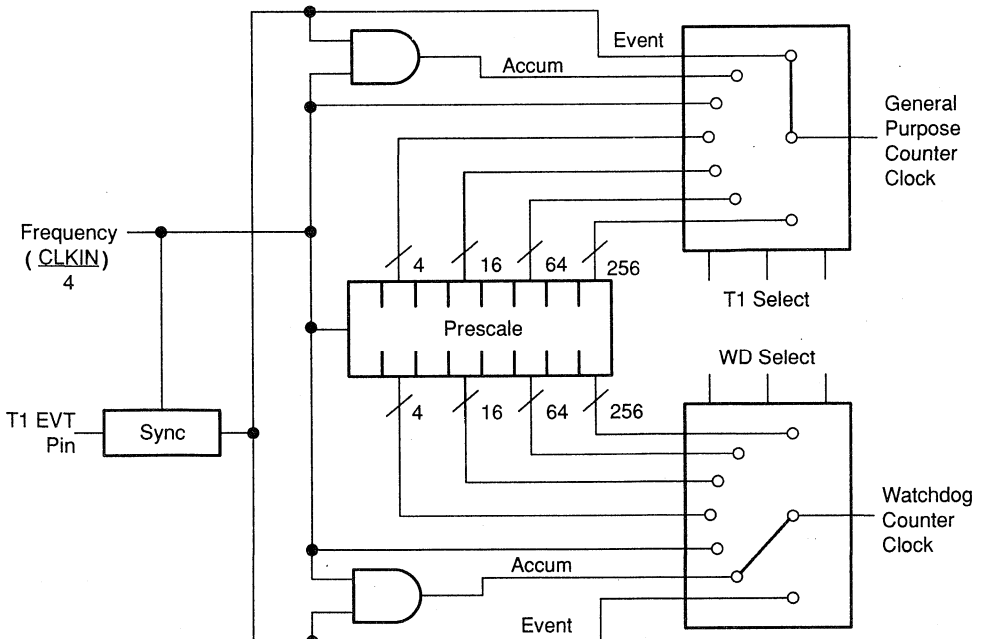 Event
Accum
General
Purpose
Counter
Clock
Frequency
( CLKIN )
4
4
16
64
256
T1 Select
Prescale
WD Select
4
16
64
256
T1 EVT
Pin
Sync
Watchdog
Counter
Clock
Accum
Event